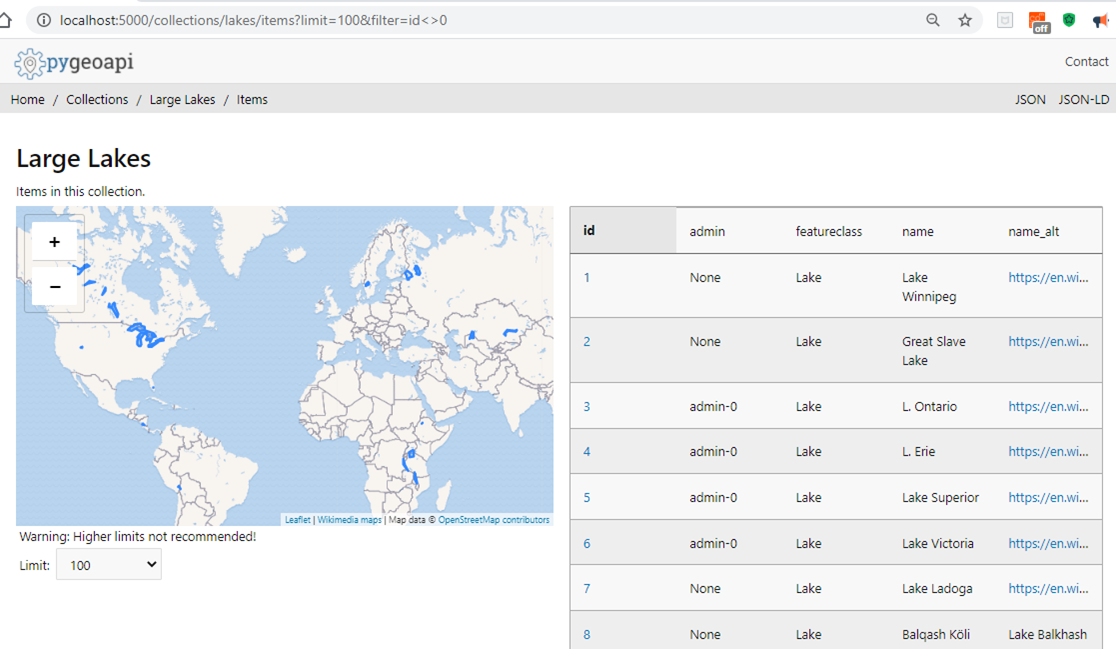 localhost:5000/collections/lakes/items?limit=100&filter=id<>0
off
pygeoapi
Contact
Home / Collections / Large Lakes / Items
JSON JSON-LD
Large Lakes
Items in this collection.
+
−
Leaflet | Wikimedia maps | Map data © OpenStreetMap contributors
Warning: Higher limits not recommended!
Limit: 100
id admin featureclass name name_alt
1 None Lake Lake Winnipeg https://en.wi...
2 None Lake Great Slave Lake https://en.wi...
3 admin-0 Lake L. Ontario https://en.wi...
4 admin-0 Lake L. Erie https://en.wi...
5 admin-0 Lake Lake Superior https://en.wi...
6 admin-0 Lake Lake Victoria https://en.wi...
7 None Lake Lake Ladoga https://en.wi...
8 None Lake Balqash Köli Lake Balkhash